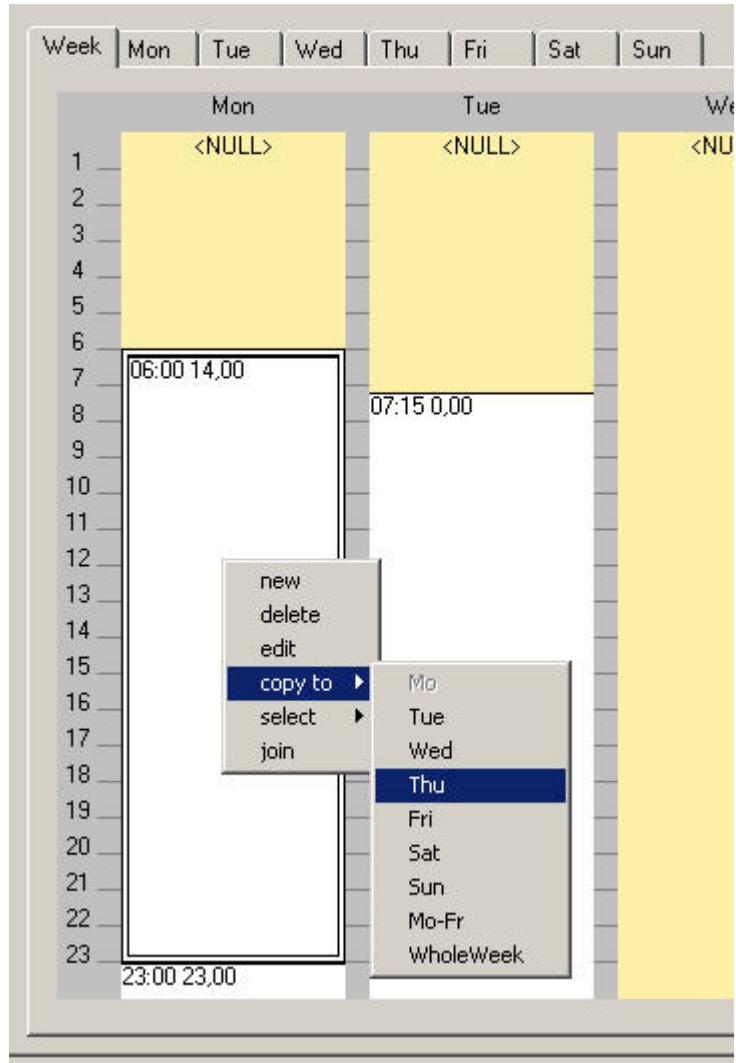 Week Mon Tue Wed Thu Fri Sat Sun
Mon Tue We
<NULL> <NULL> <NU
1
2
3
4
5
6
06:00 14,00
7
07:15 0,00
8
9
10
11
12
new
13
delete
14
edit
15
copy to Mo
16
select Tue
17
join Wed
18
Thu
19
Fri
20
Sat
21
Sun
22
Mo-Fr
23
WholeWeek
23:00 23,00